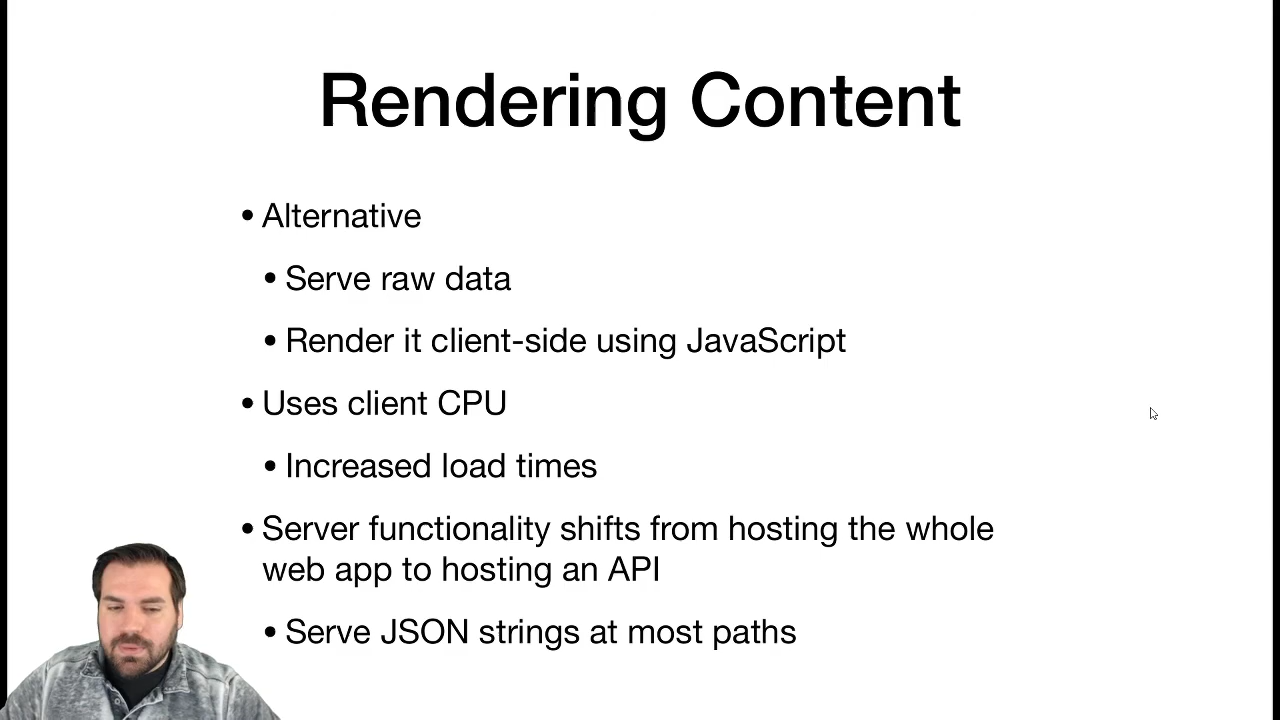 Rendering Content
• Alternative
• Serve raw data
• Render it client-side using JavaScript
• Uses client CPU
• Increased load times
• Server functionality shifts from hosting the whole
web app to hosting an API
• Serve JSON strings at most paths